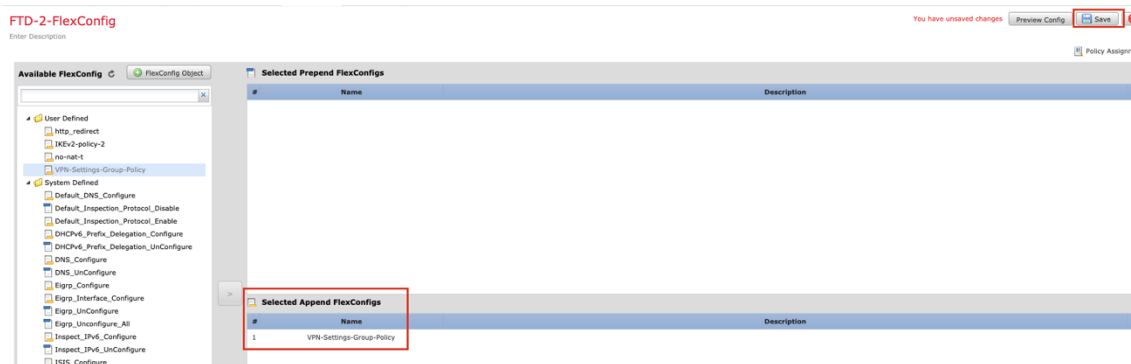 FTD-2-FlexConfig
Enter Description
You have unsaved changes
Preview Config
Save
Policy Assignm
Available FlexConfig
FlexConfig Object
User Defined
http_redirect
IKEv2-policy-2
no-nat-t
VPN-Settings-Group-Policy
System Defined
Default_DNS_Configure
Default_Inspection_Protocol_Disable
Default_Inspection_Protocol_Enable
DHCPv6_Prefix_Delegation_Configure
DHCPv6_Prefix_Delegation_UnConfigure
DNS_Configure
DNS_UnConfigure
Eigrp_Configure
Eigrp_Interface_Configure
Eigrp_UnConfigure
Eigrp_Unconfigure_All
Inspect_IPv6_Configure
Inspect_IPv6_UnConfigure
ISIS_Configure
>
Selected Prepend FlexConfigs
# Name Description
Selected Append FlexConfigs
# Name Description
1 VPN-Settings-Group-Policy